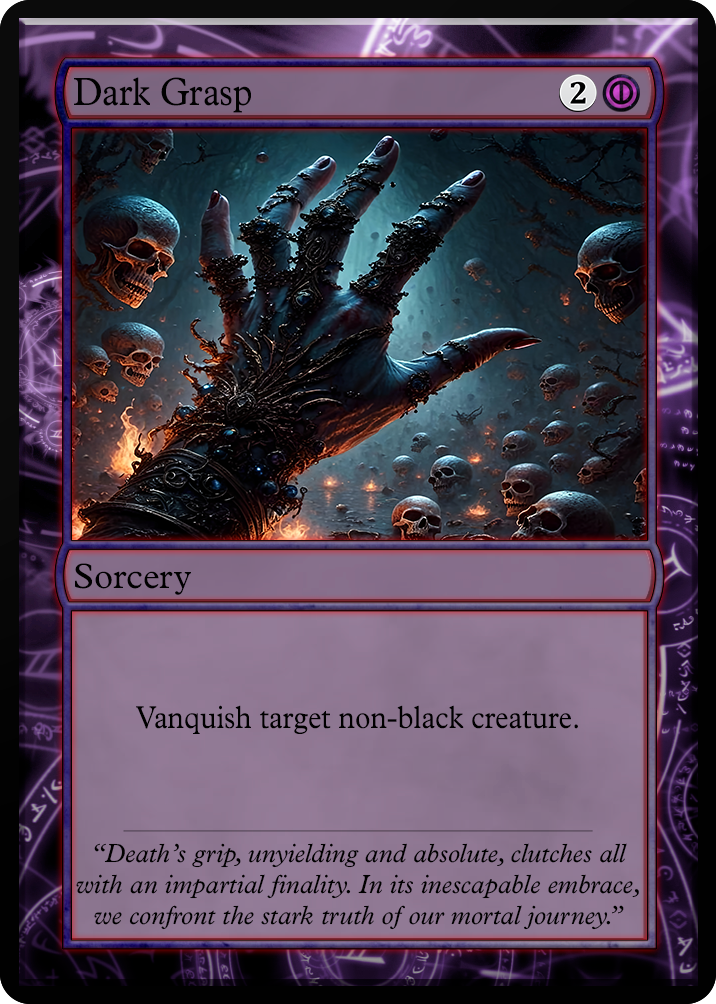 Dark Grasp 2
Sorcery
Vanquish target non-black creature.
“Death’s grip, unyielding and absolute, clutches all
with an impartial finality. In its inescapable embrace,
we confront the stark truth of our mortal journey.”